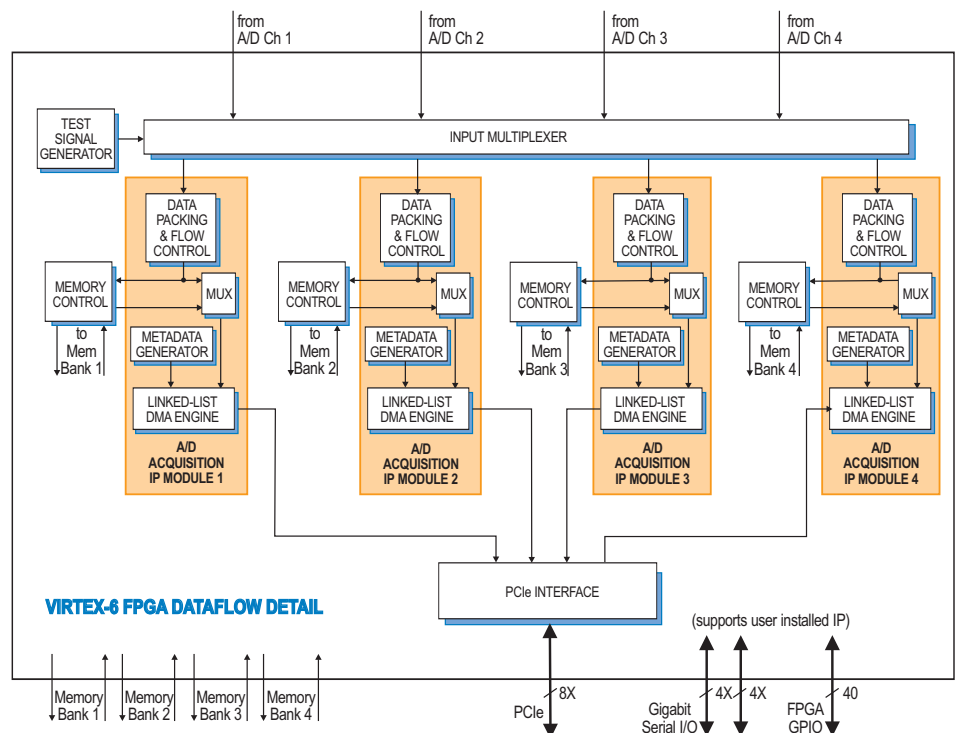 from
A/D Ch 1
from
A/D Ch 2
from
A/D Ch 3
from
A/D Ch 4
TEST
SIGNAL
GENERATOR
INPUT MULTIPLEXER
DATA
PACKING
& FLOW
CONTROL
DATA
PACKING
& FLOW
CONTROL
DATA
PACKING
& FLOW
CONTROL
DATA
PACKING
& FLOW
CONTROL
MEMORY
CONTROL
MUX
MEMORY
CONTROL
MUX
MEMORY
CONTROL
MUX
MEMORY
CONTROL
MUX
to
Mem
Bank 1
METADATA
GENERATOR
to
Mem
Bank 2
METADATA
GENERATOR
to
Mem
Bank 3
METADATA
GENERATOR
to
Mem
Bank 4
METADATA
GENERATOR
LINKED-LIST
DMA ENGINE
LINKED-LIST
DMA ENGINE
LINKED-LIST
DMA ENGINE
LINKED-LIST
DMA ENGINE
A/D
ACQUISITION
IP MODULE 1
A/D
ACQUISITION
IP MODULE 2
A/D
ACQUISITION
IP MODULE 3
A/D
ACQUISITION
IP MODULE 4
PCIe INTERFACE
VIRTEX-6 FPGA DATAFLOW DETAIL
(supports user installed IP)
Memory
Bank 1
Memory
Bank 2
Memory
Bank 3
Memory
Bank 4
8X
PCIe
4X
4X
Gigabit
Serial I/O
40
FPGA
GPIO